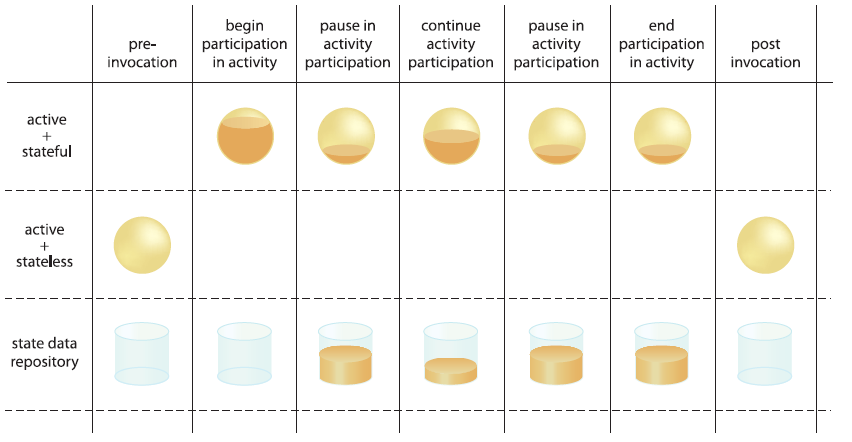 pre-
invocation
begin
participation
in activity
pause in
activity
participation
continue
activity
participation
pause in
activity
participation
end
participation
in activity
post
invocation
active
+
stateful
active
+
stateless
state data
repository